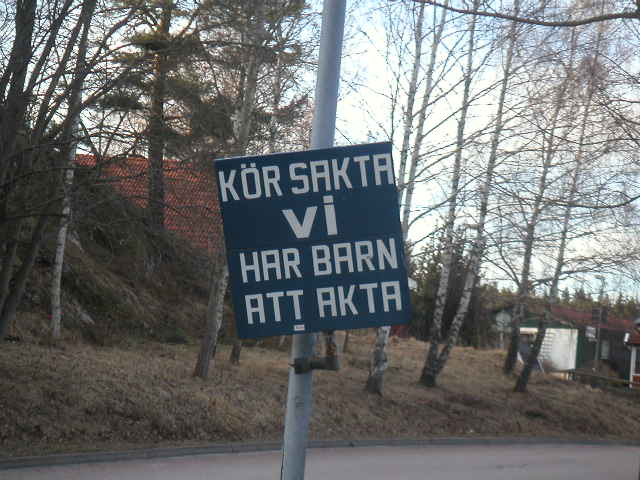 KÖR SAKTA
Vi
HAR BARN
ATT AKTA